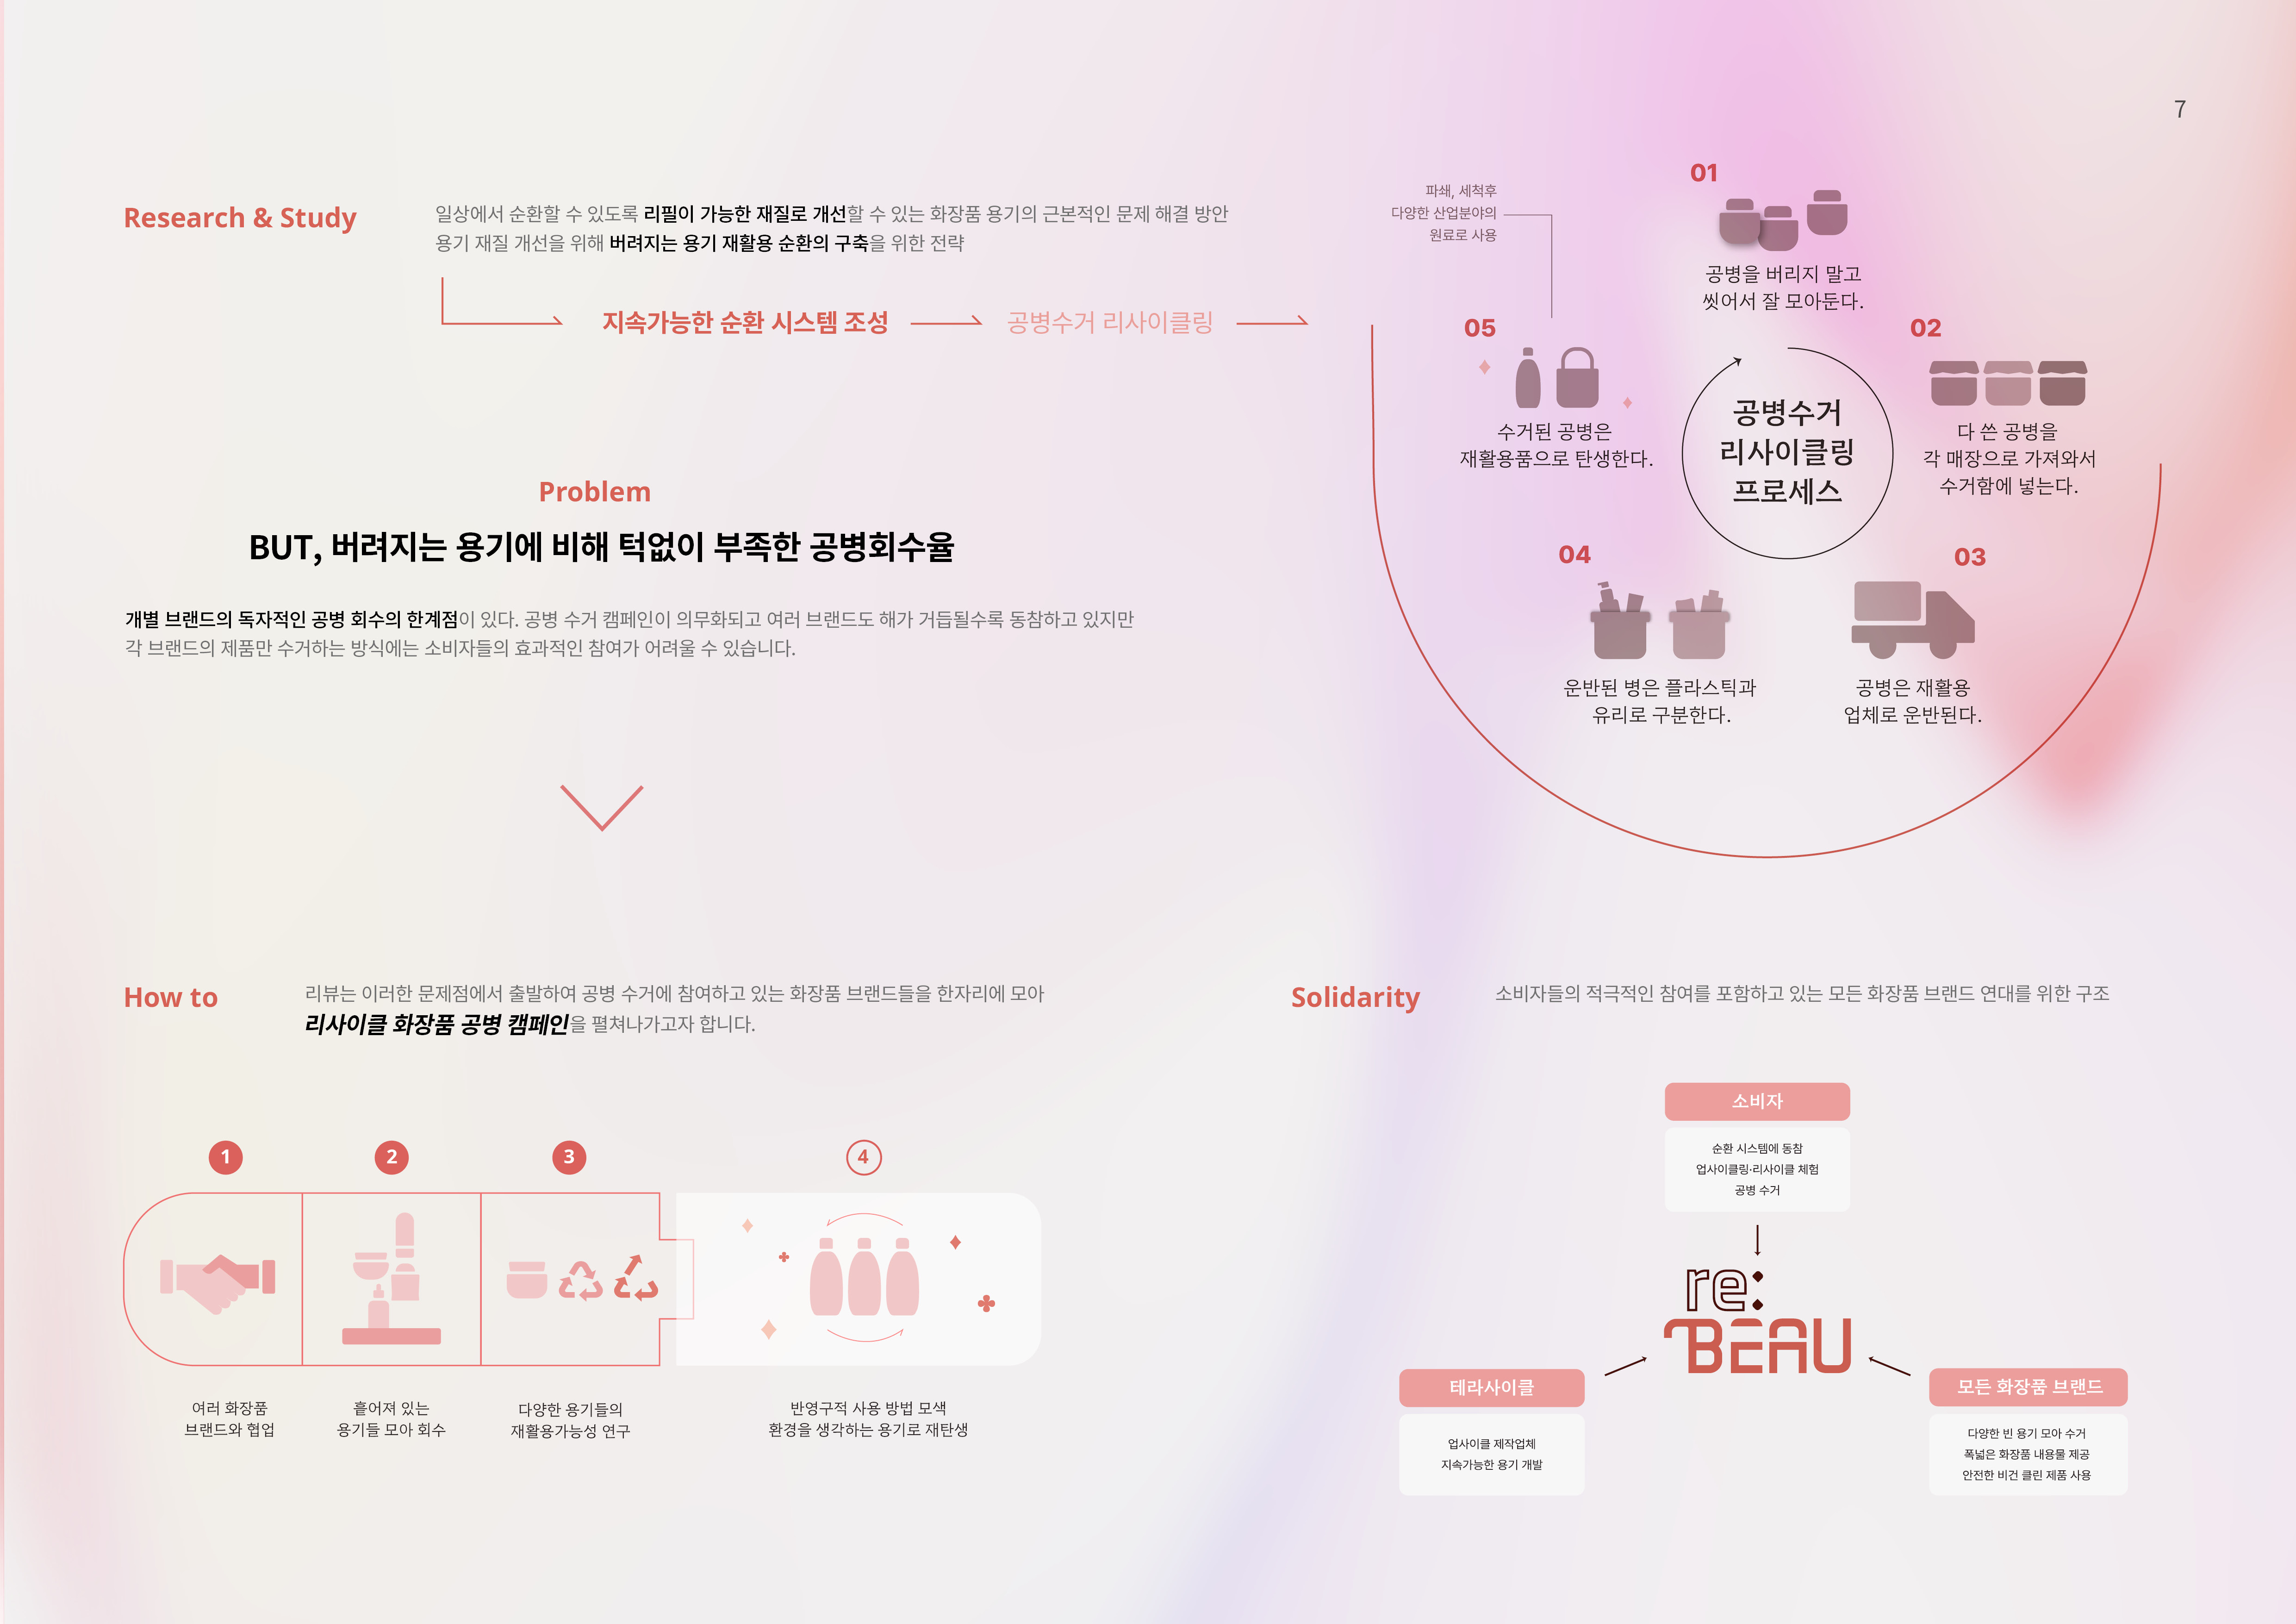 7
Research & Study
일상에서 순환할 수 있도록 리필이 가능한 재질로 개선할 수 있는 화장품 용기의 근본적인 문제 해결 방안
용기 재질 개선을 위해 버려지는 용기 재활용 순환의 구축을 위한 전략
지속가능한 순환 시스템 조성
공병수거 리사이클링
Problem
BUT, 버려지는 용기에 비해 턱없이 부족한 공병회수율
개별 브랜드의 독자적인 공병 회수의 한계점이 있다. 공병 수거 캠페인이 의무화되고 여러 브랜드도 해가 거듭될수록 동참하고 있지만
각 브랜드의 제품만 수거하는 방식에는 소비자들의 효과적인 참여가 어려울 수 있습니다.
공병수거
리사이클링
프로세스
01
공병을 버리지 말고
씻어서 잘 모아둔다.
02
다 쓴 공병을
각 매장으로 가져와서
수거함에 넣는다.
03
공병은 재활용
업체로 운반된다.
04
운반된 병은 플라스틱과
유리로 구분한다.
05
수거된 공병은
재활용품으로 탄생한다.
파쇄, 세척후
다양한 산업분야의
원료로 사용
How to
리뷰는 이러한 문제점에서 출발하여 공병 수거에 참여하고 있는 화장품 브랜드들을 한자리에 모아
리사이클 화장품 공병 캠페인을 펼쳐나가고자 합니다.
1
여러 화장품
브랜드와 협업
2
흩어져 있는
용기들 모아 회수
3
다양한 용기들의
재활용가능성 연구
4
반영구적 사용 방법 모색
환경을 생각하는 용기로 재탄생
Solidarity
소비자들의 적극적인 참여를 포함하고 있는 모든 화장품 브랜드 연대를 위한 구조
소비자
순환 시스템에 동참
업사이클링·리사이클 체험
공병 수거
re:
BEAU
테라사이클
업사이클 제작업체
지속가능한 용기 개발
모든 화장품 브랜드
다양한 빈 용기 모아 수거
폭넓은 화장품 내용물 제공
안전한 비건 클린 제품 사용